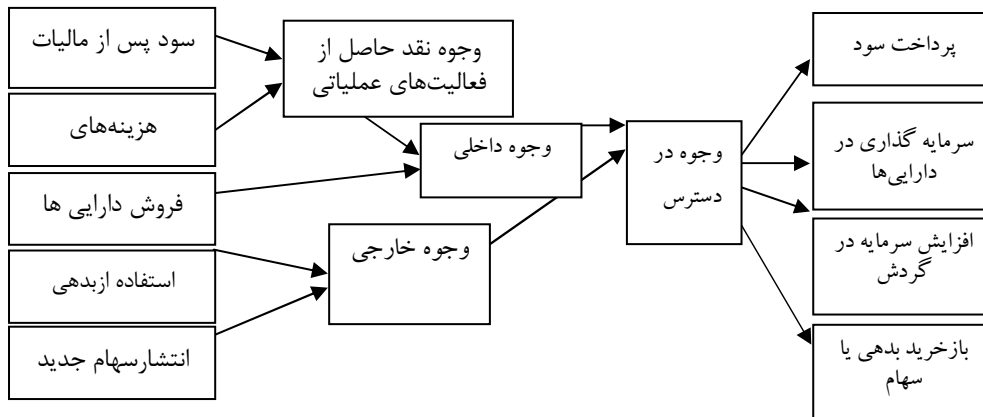 سود پس از مالیات
هزینه‌های
فروش دارایی ها
استفاده ازبدهی
انتشارسهام جدید
وجوه نقد حاصل از
فعالیت‌های عملیاتی
وجوه داخلی
وجوه خارجی
وجوه در
دسترس
پرداخت سود
سرمایه گذاری در
دارایی‌ها
افزایش سرمایه در
گردش
بازخرید بدهی یا
سهام